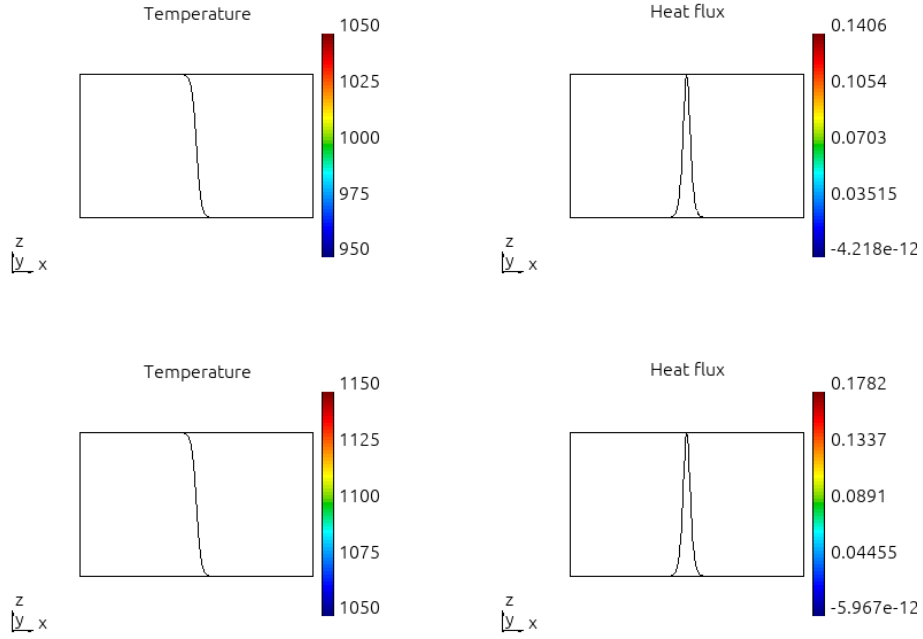 Temperature
1050
1025
1000
975
950
z
y x
Heat flux
0.1406
0.1054
0.0703
0.03515
-4.218e-12
z
y x
Temperature
1150
1125
1100
1075
1050
z
y x
Heat flux
0.1782
0.1337
0.0891
0.04455
-5.967e-12
z
y x